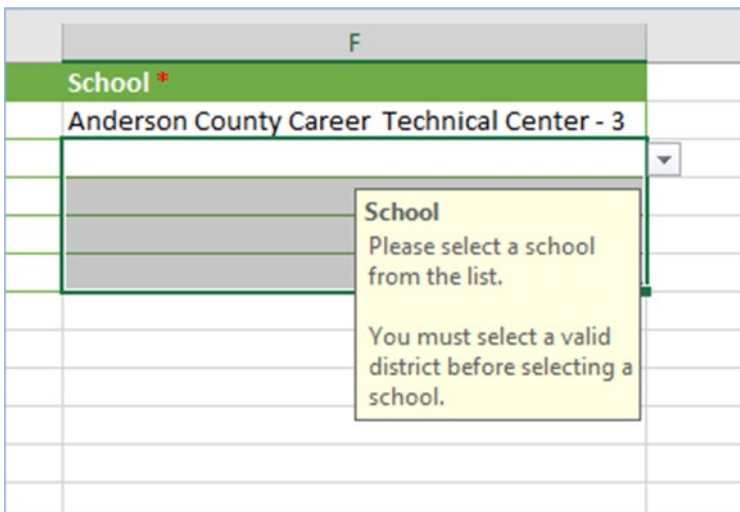 F
School *
Anderson County Career Technical Center - 3
School
Please select a school
from the list.
You must select a valid
district before selecting a
school.